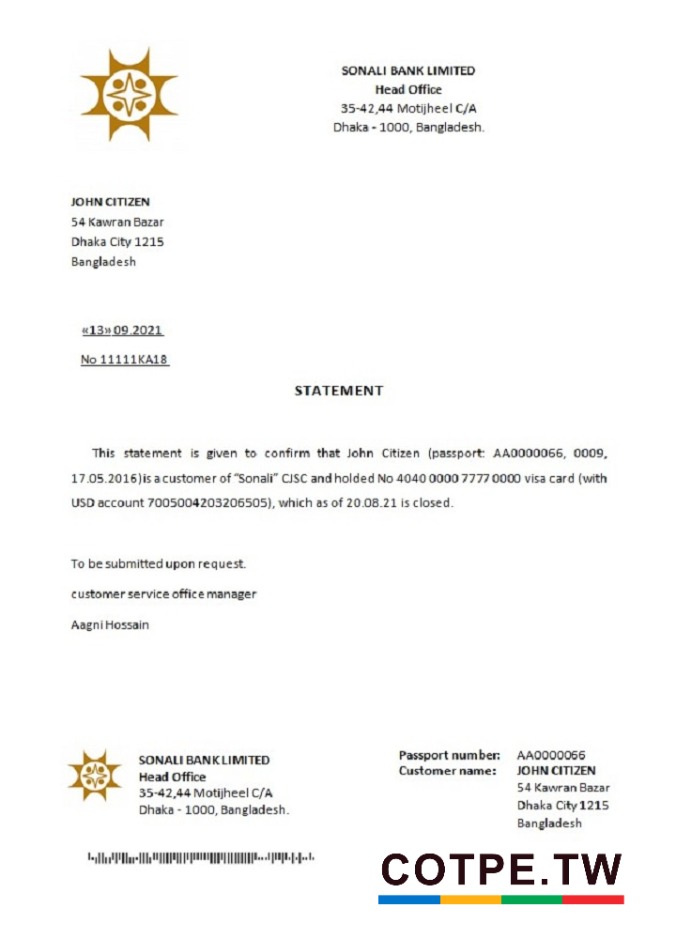 SONALI BANK LIMITED
Head Office
35-42,44 Motijheel C/A
Dhaka - 1000, Bangladesh.
JOHN CITIZEN
54 Kawran Bazar
Dhaka City 1215
Bangladesh
«13» 09.2021
No 11111KA18
STATEMENT
This statement is given to confirm that John Citizen (passport: AA0000066, 0009,
17.05.2016)is a customer of “Sonali” CJSC and holded No 4040 0000 7777 0000 visa card (with
USD account 7005004203206505), which as of 20.08.21 is closed.
To be submitted upon request.
customer service office manager
Aagni Hossain
SONALI BANK LIMITED
Head Office
35-42,44 Motijheel C/A
Dhaka - 1000, Bangladesh.
Passport number: AA0000066
Customer name: JOHN CITIZEN
54 Kawran Bazar
Dhaka City 1215
Bangladesh
COTPE.TW